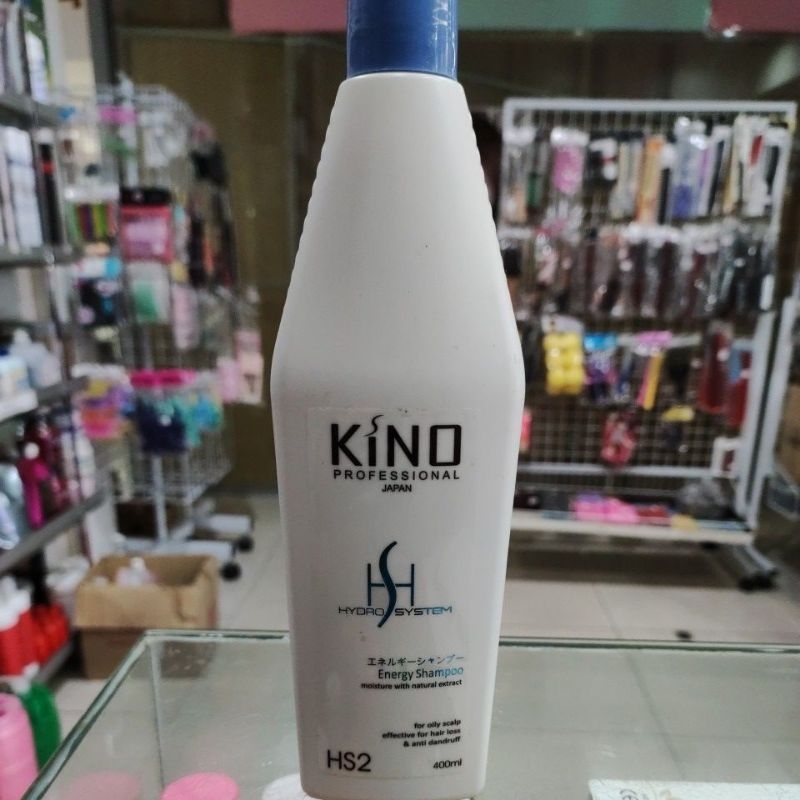 KiNO
PROFESSIONAL
JAPAN
HSH
HYDRO SYSTEM
エネルギーシャンプー
Energy Shampoo
moisture with natural extract
for oily scalp
effective for hair loss
& anti dandruff
HS2
400ml